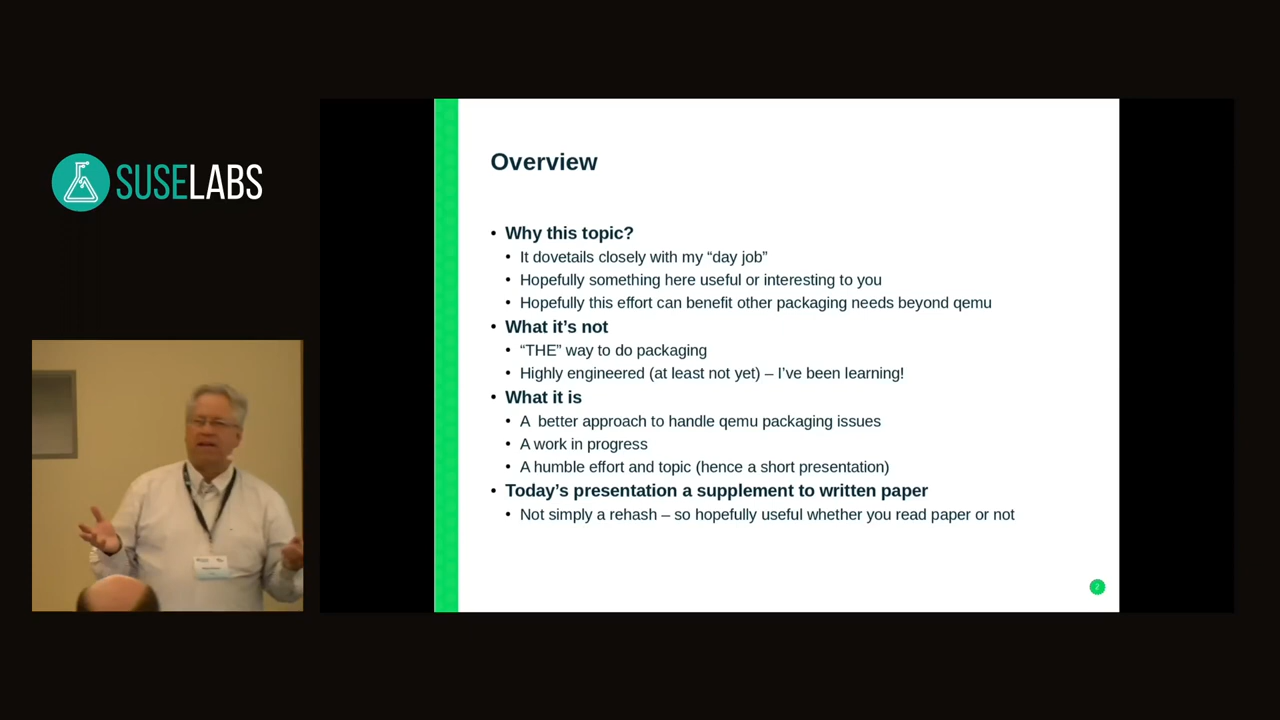 SUSELABS
Overview
• Why this topic?
• It dovetails closely with my “day job”
• Hopefully something here useful or interesting to you
• Hopefully this effort can benefit other packaging needs beyond qemu
• What it’s not
• “THE” way to do packaging
• Highly engineered (at least not yet) – I’ve been learning!
• What it is
• A  better approach to handle qemu packaging issues
• A work in progress
• A humble effort and topic (hence a short presentation)
• Today’s presentation a supplement to written paper
• Not simply a rehash – so hopefully useful whether you read paper or not
2